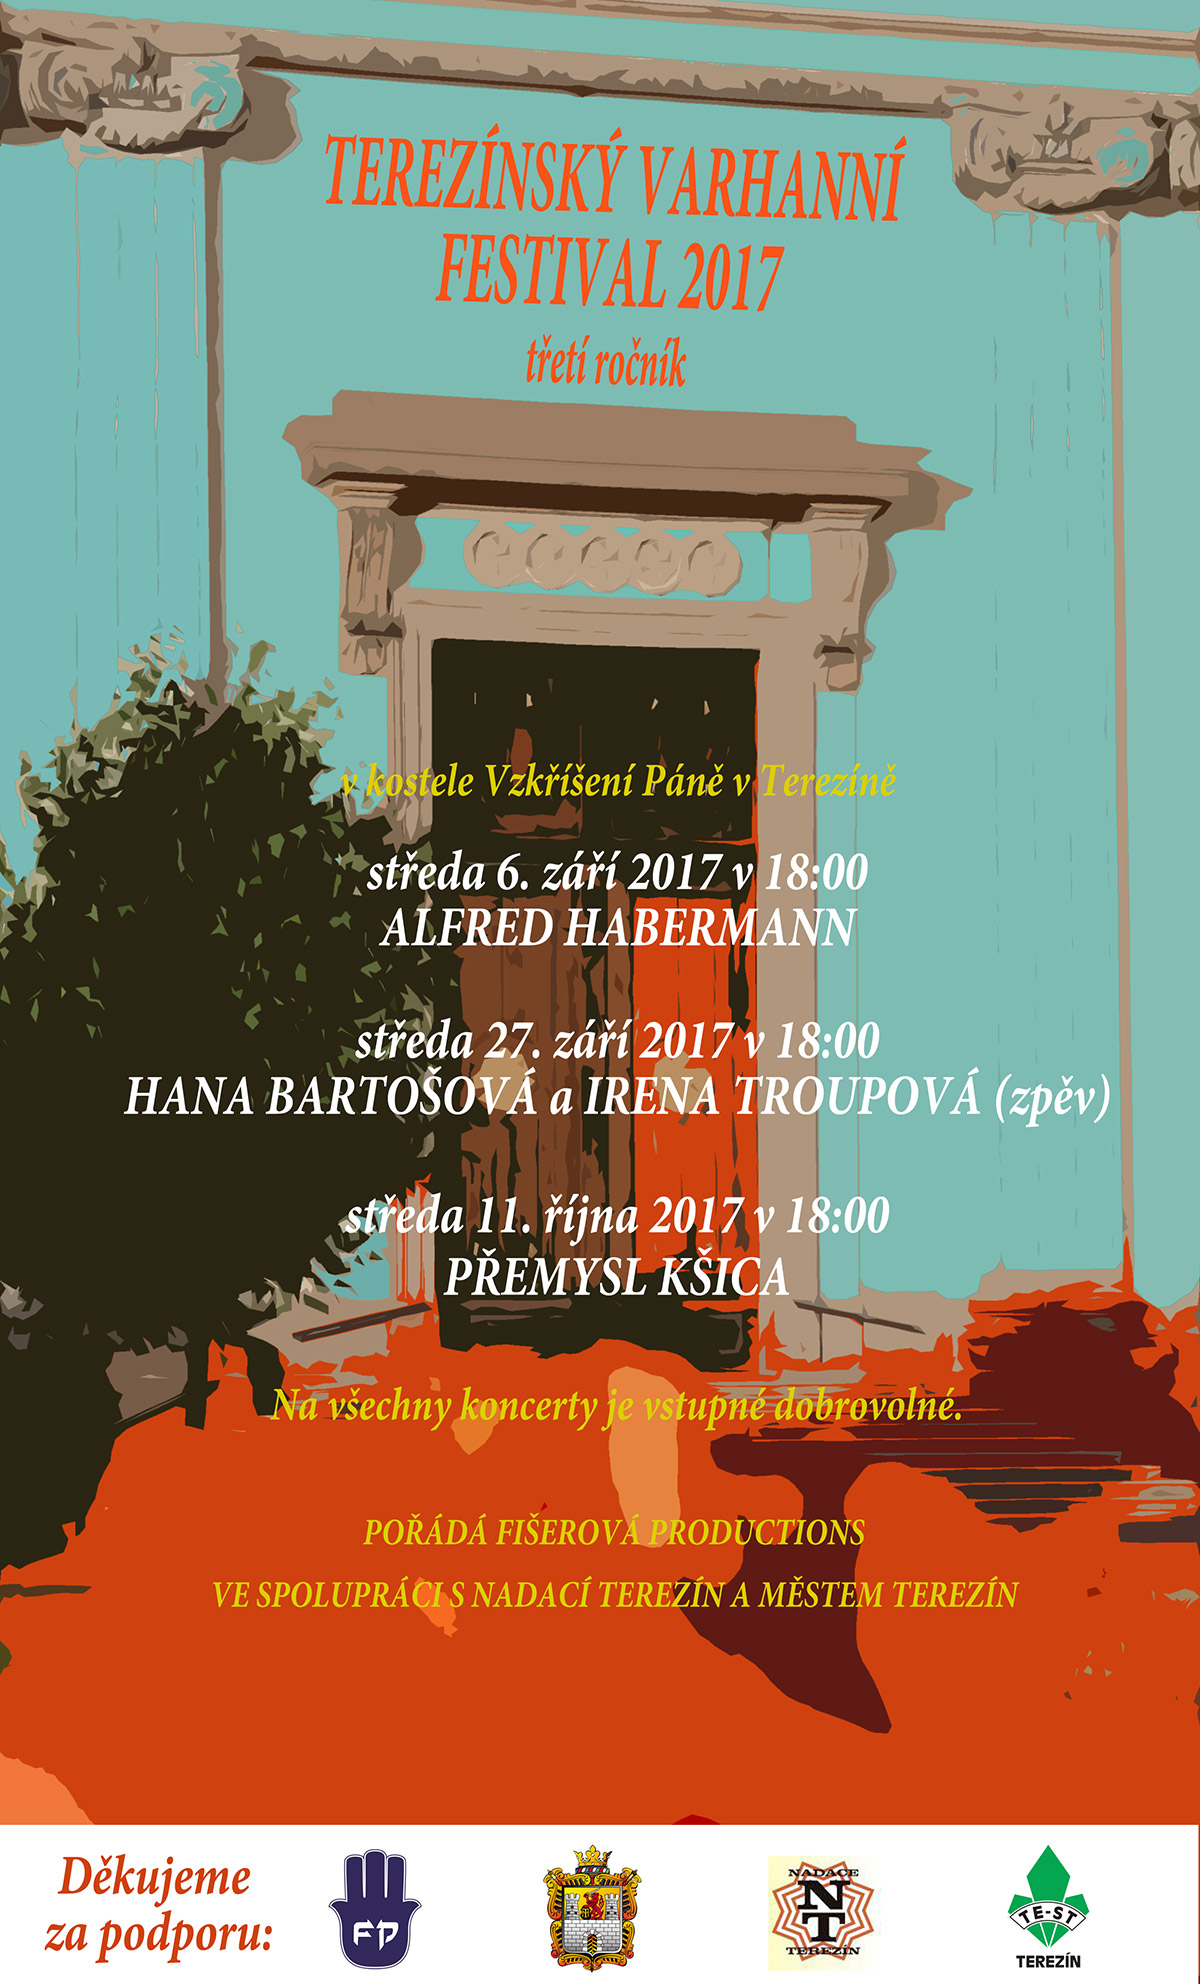 TEREZÍNSKÝ VARHANNÍ
FESTIVAL 2017
třetí ročník
v kostele Vzkříšení Páně v Terezíně
středa 6. září 2017 v 18:00
ALFRED HABERMANN
středa 27. září 2017 v 18:00
HANA BARTOŠOVÁ a IRENA TROUPOVÁ (zpěv)
středa 11. října 2017 v 18:00
PŘEMYSL KŠICA
Na všechny koncerty je vstupné dobrovolné.
POŘÁDÁ FIŠEROVÁ PRODUCTIONS
VE SPOLUPRÁCI S NADACÍ TEREZÍN A MĚSTEM TEREZÍN
Děkujeme
za podporu:
FP
NADACE
NT
TEREZÍN
TE-ST
TEREZÍN